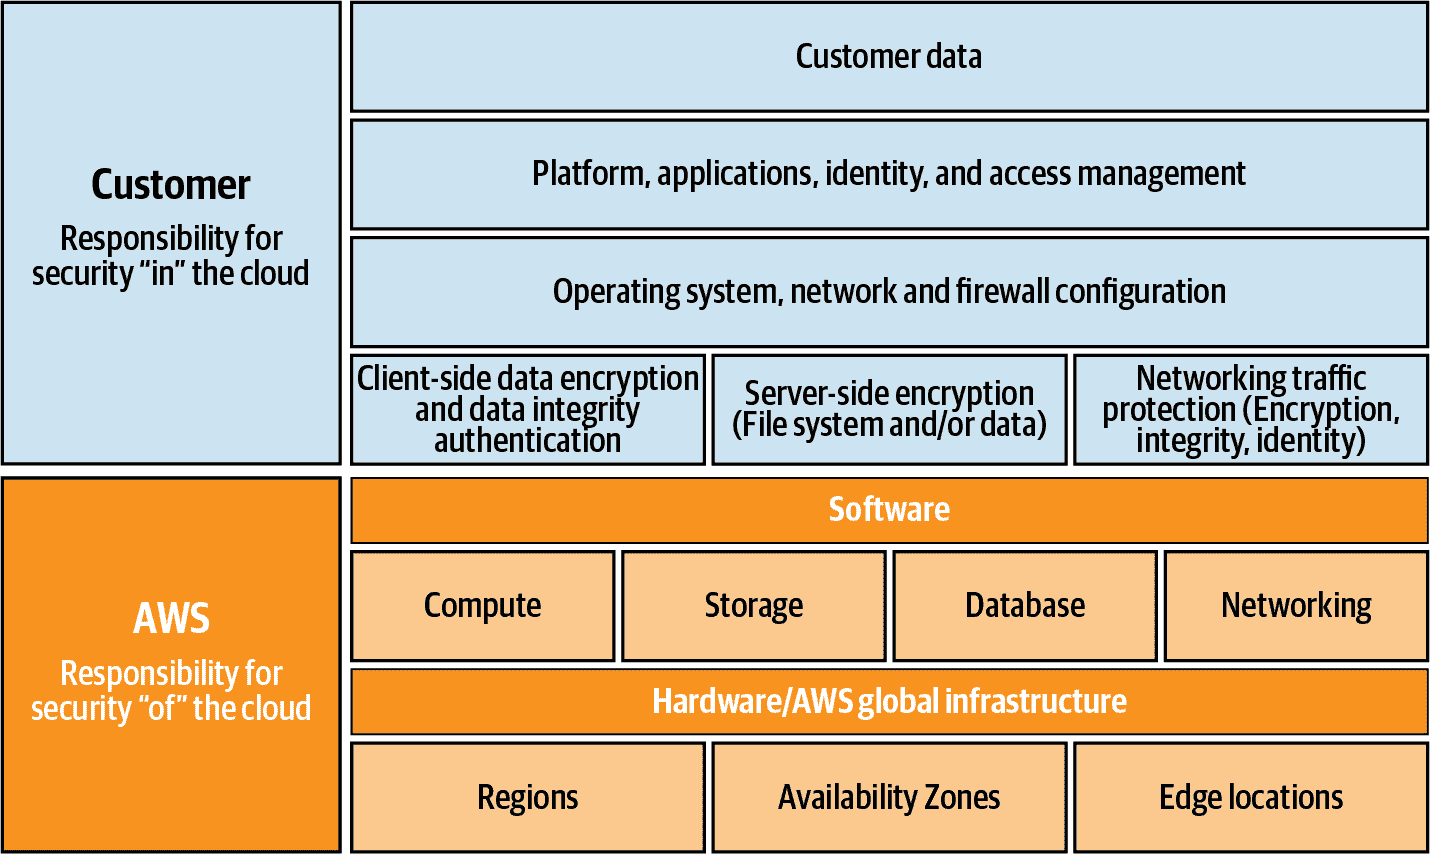 Customer
Responsibility for
security “in” the cloud
Customer data
Platform, applications, identity, and access management
Operating system, network and firewall configuration
Client-side data encryption
and data integrity
authentication
Server-side encryption
(File system and/or data)
Networking traffic
protection (Encryption,
integrity, identity)
AWS
Responsibility for
security “of” the cloud
Software
Compute
Storage
Database
Networking
Hardware/AWS global infrastructure
Regions
Availability Zones
Edge locations